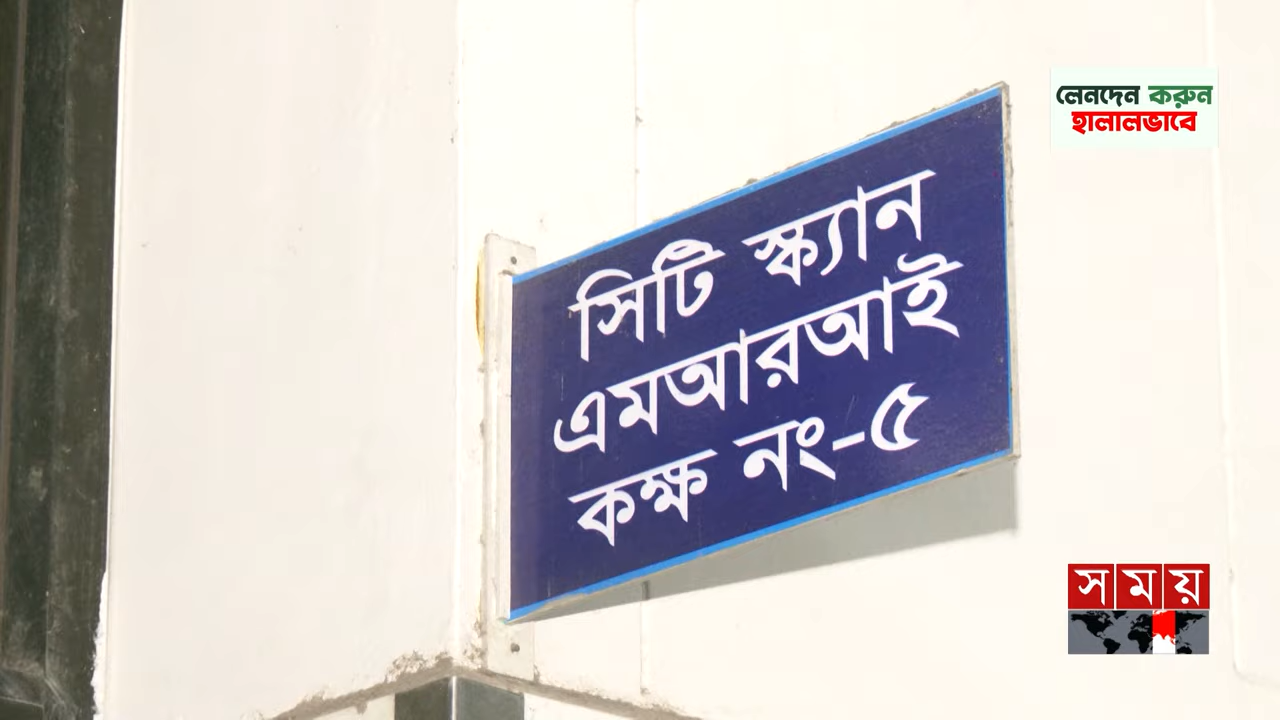 লেনদেন করুন
হালালভাবে
সিটি স্ক্যান
এমআরআই
কক্ষ নং-৫
সময়